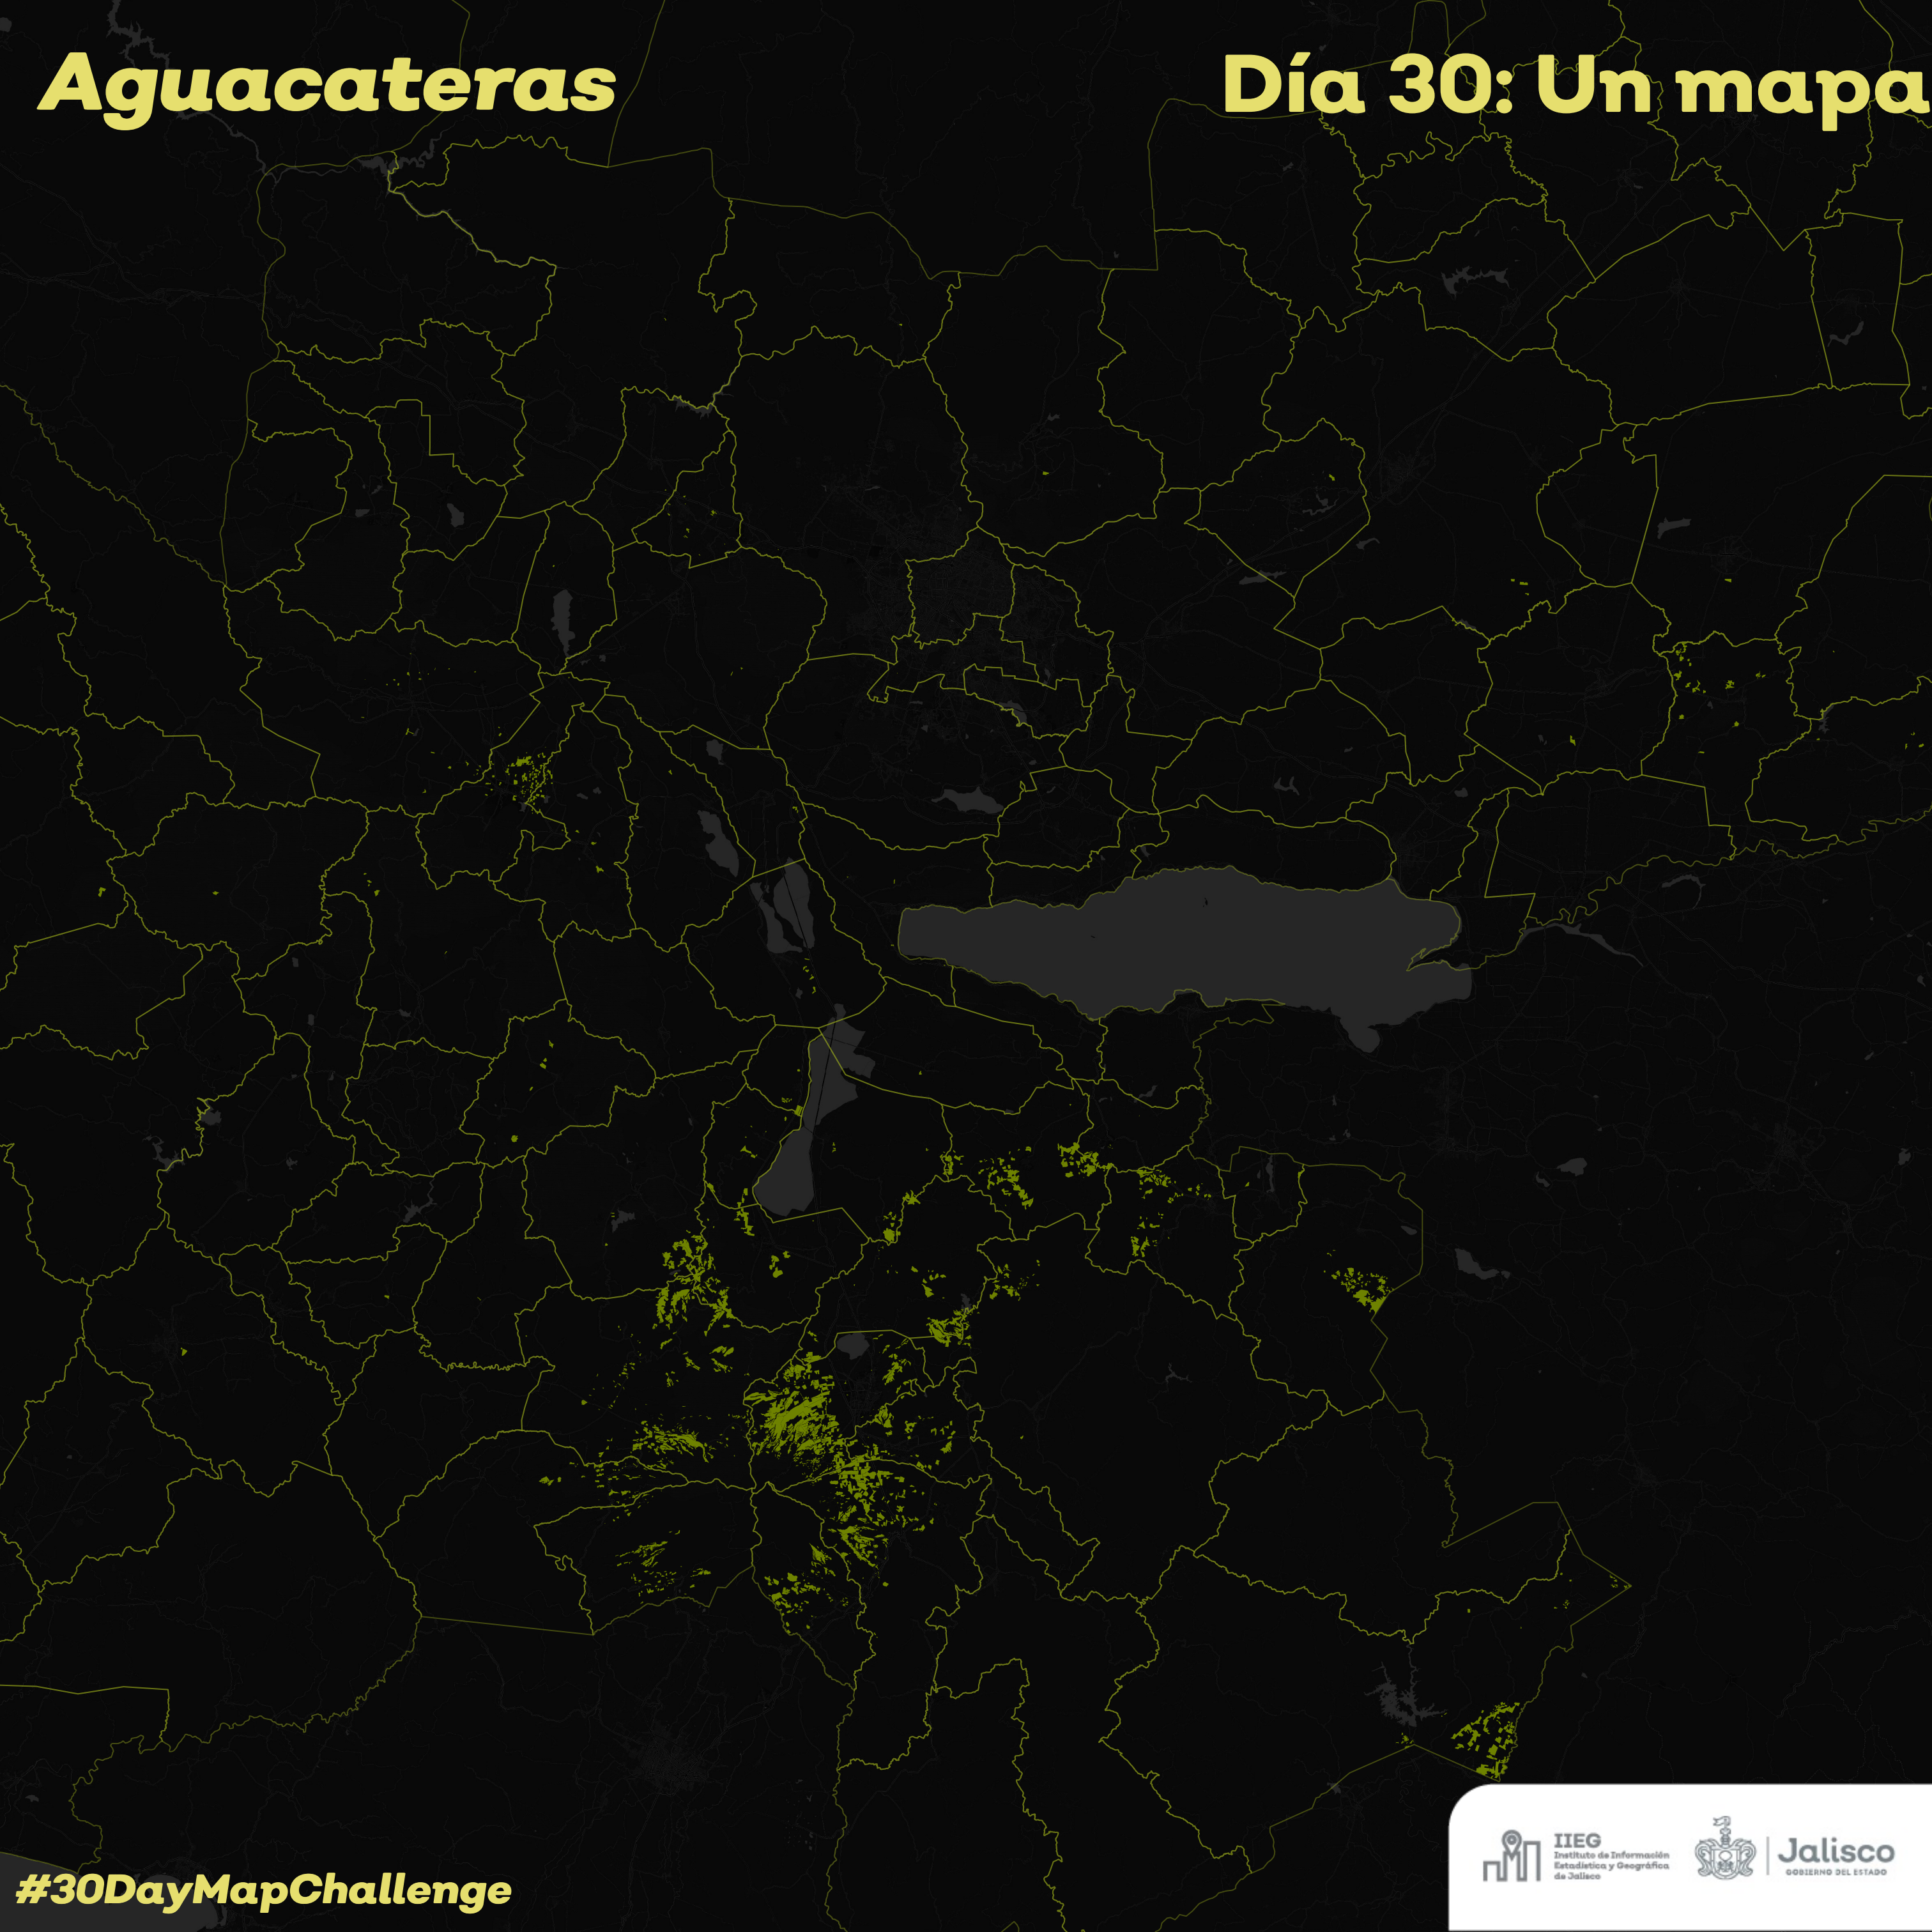 Aguacateras
Día 30: Un mapa
#30DayMapChallenge
IIEG
Instituto de Información
Estadística y Geográfica
de Jalisco
Jalisco
GOBIERNO DEL ESTADO